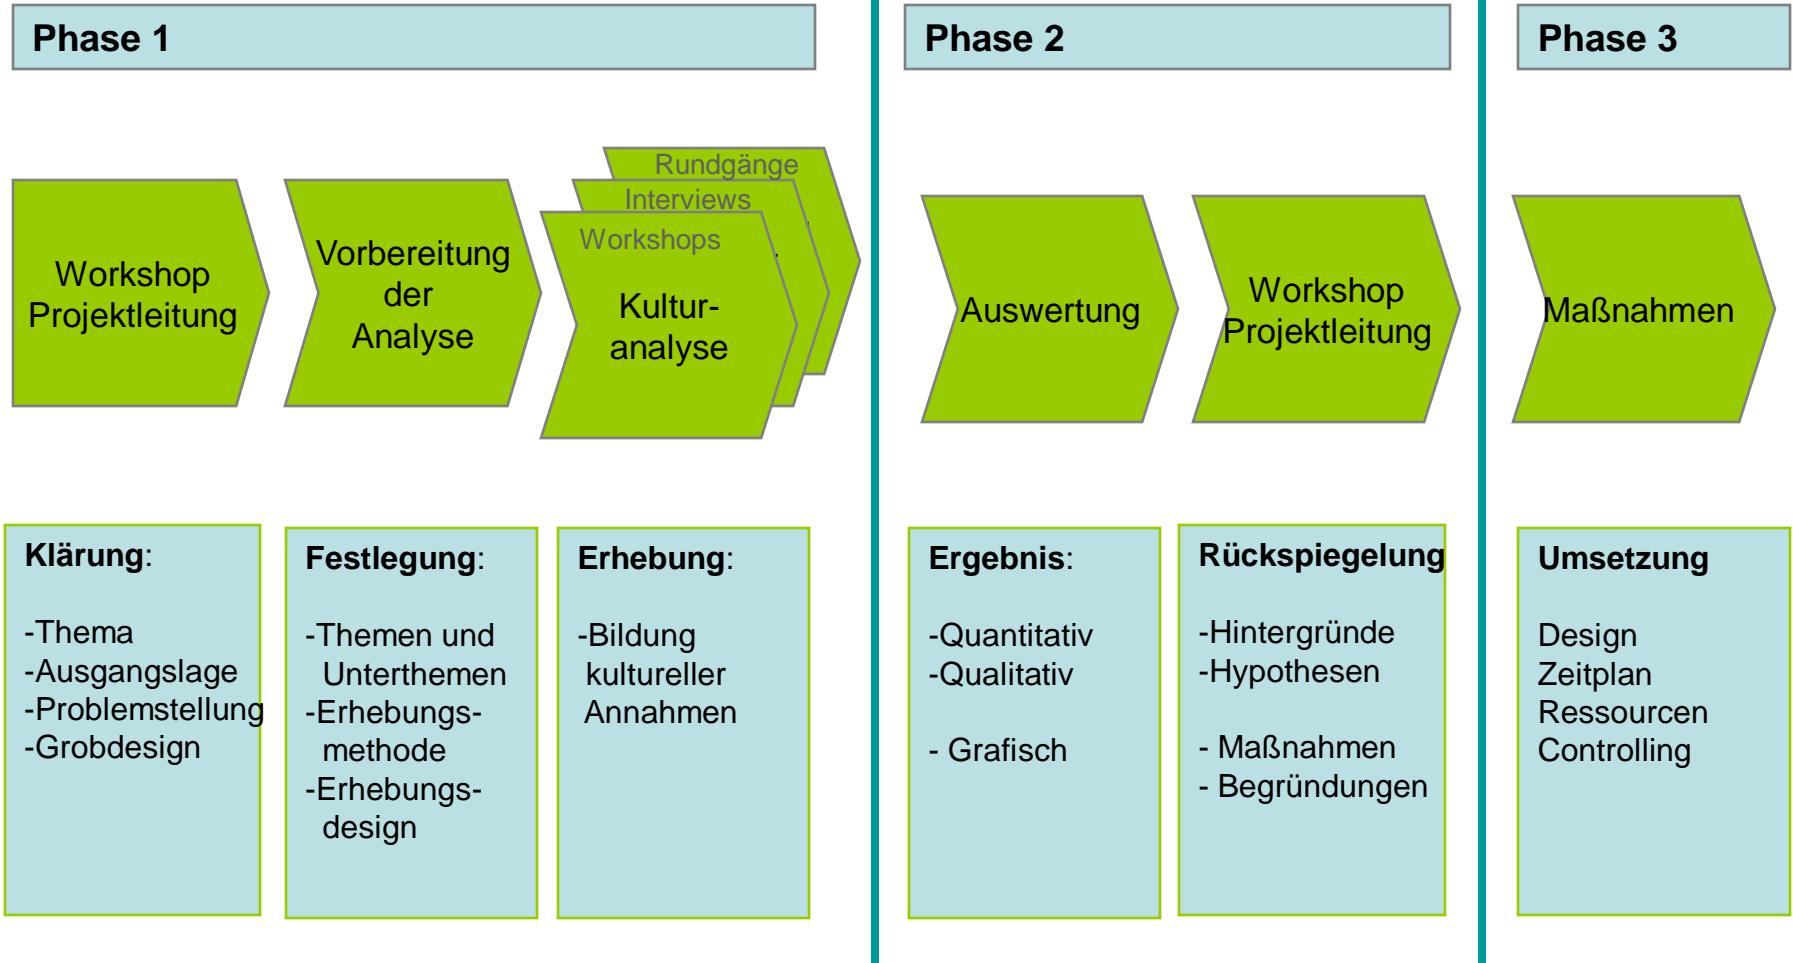 Phase 1
Phase 2
Phase 3
Workshop
Projektleitung
Vorbereitung
der
Analyse
Rundgänge
Interviews
Workshops
Kultur-
analyse
Auswertung
Workshop
Projektleitung
Maßnahmen
Klärung:
-Thema
-Ausgangslage
-Problemstellung
-Grobdesign
Festlegung:
-Themen und
Unterthemen
-Erhebungs-
methode
-Erhebungs-
design
Erhebung:
-Bildung
kultureller
Annahmen
Ergebnis:
-Quantitativ
-Qualitativ
- Grafisch
Rückspiegelung
-Hintergründe
-Hypothesen
- Maßnahmen
- Begründungen
Umsetzung
Design
Zeitplan
Ressourcen
Controlling